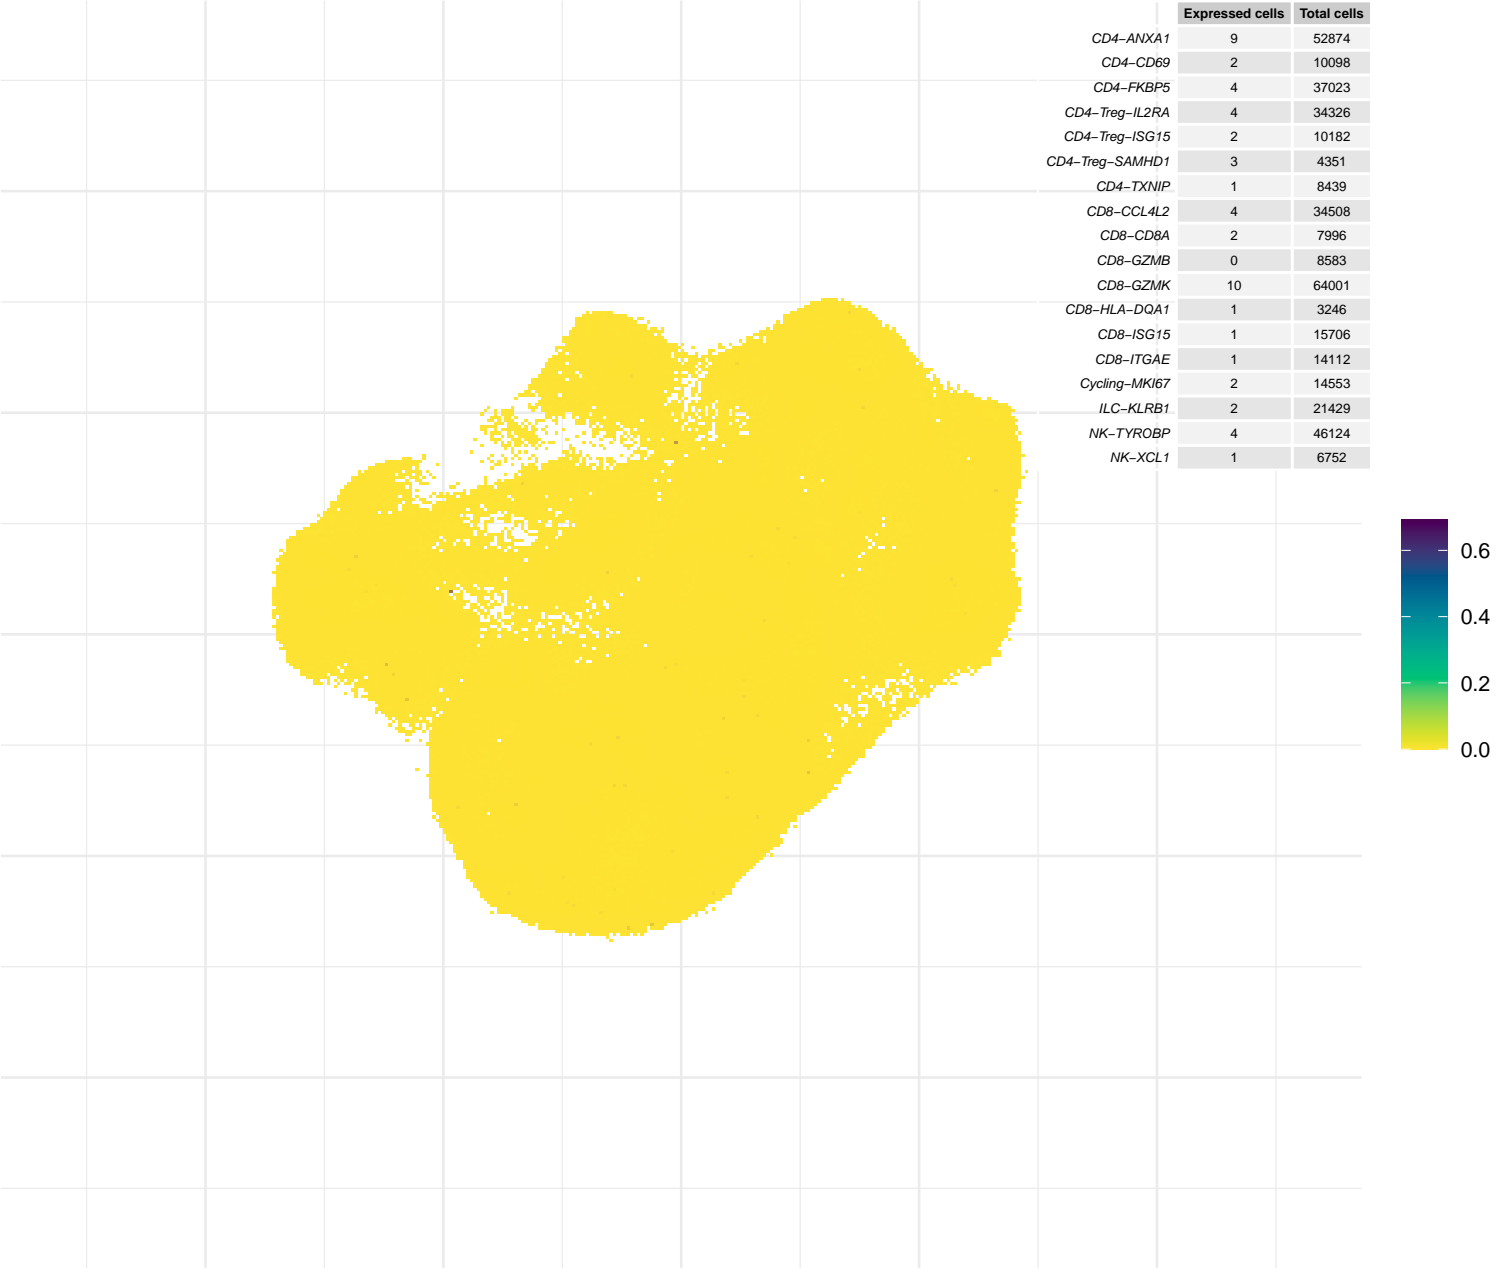 Expressed cells Total cells
CD4−ANXA1 9 52874
CD4−CD69 2 10098
CD4−FKBP5 4 37023
CD4−Treg−IL2RA 4 34326
CD4−Treg−ISG15 2 10182
CD4−Treg−SAMHD1 3 4351
CD4−TXNIP 1 8439
CD8−CCL4L2 4 34508
CD8−CD8A 2 7996
CD8−GZMB 0 8583
CD8−GZMK 10 64001
CD8−HLA−DQA1 1 3246
CD8−ISG15 1 15706
CD8−ITGAE 1 14112
Cycling−MKI67 2 14553
ILC−KLRB1 2 21429
NK−TYROBP 4 46124
NK−XCL1 1 6752
0.6
0.4
0.2
0.0